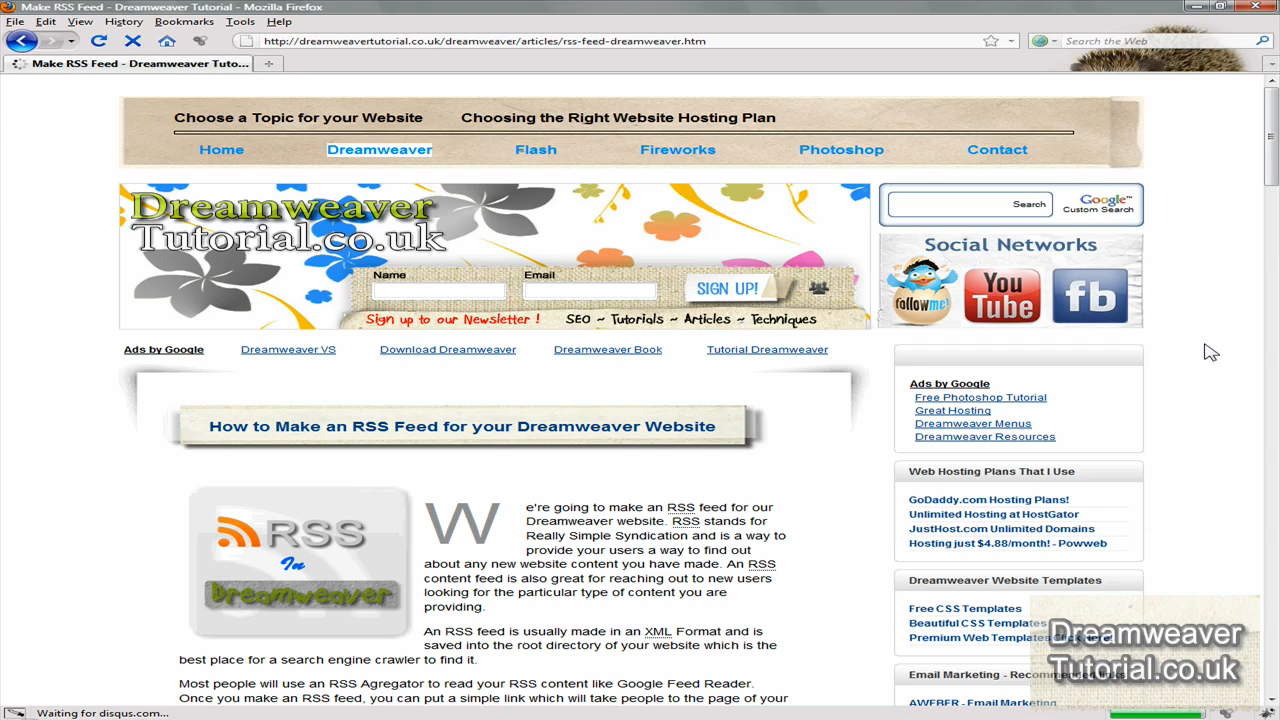 Make RSS Feed - Dreamweaver Tutorial - Mozilla Firefox
File Edit View History Bookmarks Tools Help
http://dreamweavertutorial.co.uk/dreamweaver/articles/rss-feed-dreamweaver.htm
Search the Web
Make RSS Feed - Dreamweaver Tuto...
Choose a Topic for your Website Choosing the Right Website Hosting Plan
Home Dreamweaver Flash Fireworks Photoshop Contact
Dreamweaver
Tutorial.co.uk
Name Email
SIGN UP!
Sign up to our Newsletter ! SEO ~ Tutorials ~ Articles ~ Techniques
Search
Google™
Custom Search
Social Networks
follow me!
You
Tube
fb
Ads by Google Dreamweaver VS Download Dreamweaver Dreamweaver Book Tutorial Dreamweaver
How to Make an RSS Feed for your Dreamweaver Website
RSS
In
Dreamweaver
We're going to make an RSS feed for our
Dreamweaver website. RSS stands for
Really Simple Syndication and is a way to
provide your users a way to find out
about any new website content you have made. An RSS
content feed is also great for reaching out to new users
looking for the particular type of content you are
providing.
An RSS feed is usually made in an XML Format and is
saved into the root directory of your website which is the
best place for a search engine crawler to find it.
Most people will use an RSS Agregator to read your RSS content like Google Feed Reader.
Once you make an RSS feed, you can put a simple link which will take people to the page of your
Ads by Google
Free Photoshop Tutorial
Great Hosting
Dreamweaver Menus
Dreamweaver Resources
Web Hosting Plans That I Use
GoDaddy.com Hosting Plans!
Unlimited Hosting at HostGator
JustHost.com Unlimited Domains
Hosting just $4.88/month! - Powweb
Dreamweaver Website Templates
Free CSS Templates
Beautiful CSS Templates
Premium Web Templates Click Here!
Email Marketing - Recommended links
AWEBER - Email Marketing
Dreamweaver
Tutorial.co.uk
Waiting for disqus.com...